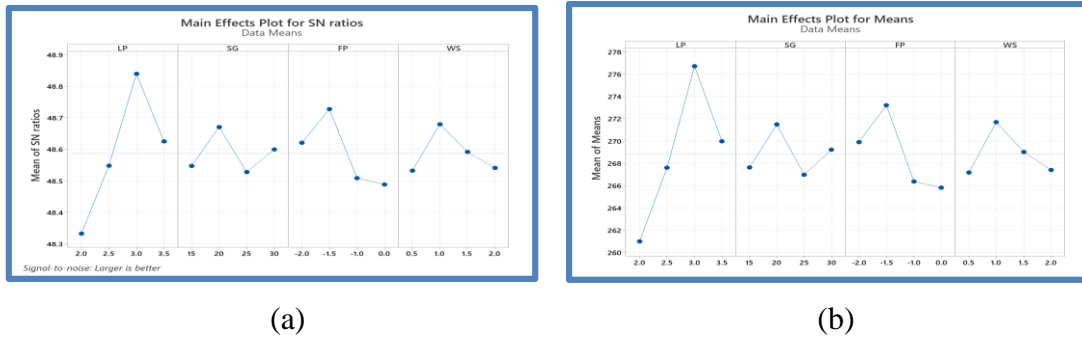 Main Effects Plot for SN ratios
Data Means
LP SG FP WS
48.9
48.8
48.7
48.6
48.5
48.4
48.3
Mean of SN ratios
2.0 2.5 3.0 3.5 15 20 25 30 -2.0 -1.5 -1.0 0.0 0.5 1.0 1.5 2.0
Signal-to-noise: Larger is better
(a)
Main Effects Plot for Means
Data Means
LP SG FP WS
278
276
274
272
270
268
266
264
262
260
Mean of Means
2.0 2.5 3.0 3.5 15 20 25 30 -2.0 -1.5 -1.0 0.0 0.5 1.0 1.5 2.0
(b)